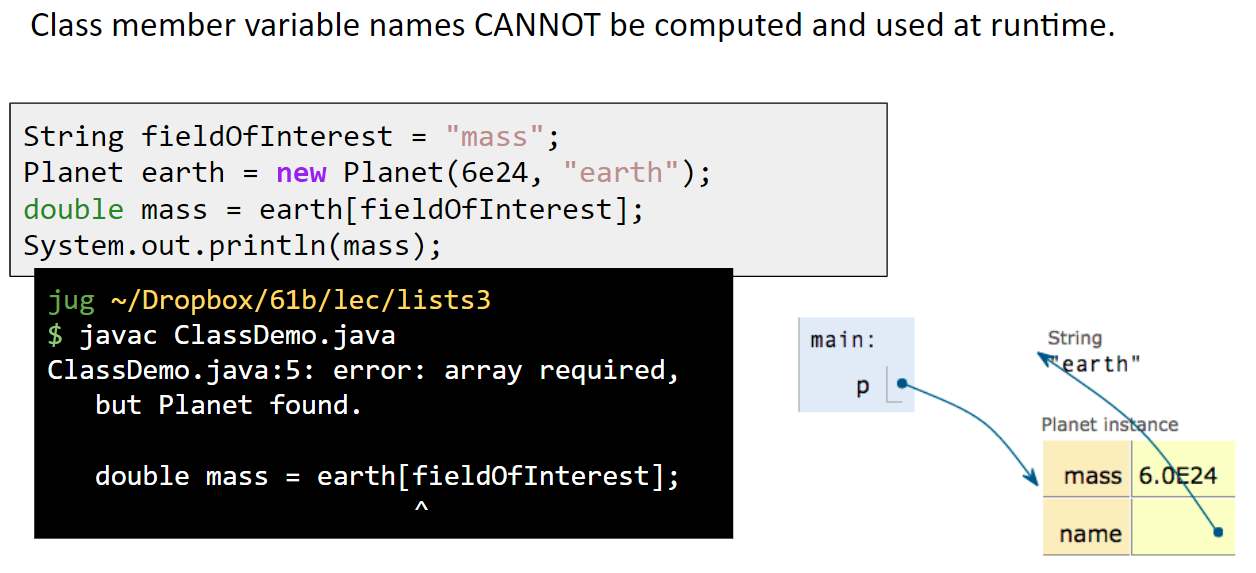 Class member variable names CANNOT be computed and used at runtime.
String fieldOfInterest = "mass";
Planet earth = new Planet(6e24, "earth");
double mass = earth[fieldOfInterest];
System.out.println(mass);
jug ~/Dropbox/61b/lec/lists3
$ javac ClassDemo.java
ClassDemo.java:5: error: array required,
but Planet found.
double mass = earth[fieldOfInterest];
^
main:
p
String
"earth"
Planet instance
mass 6.0E24
name